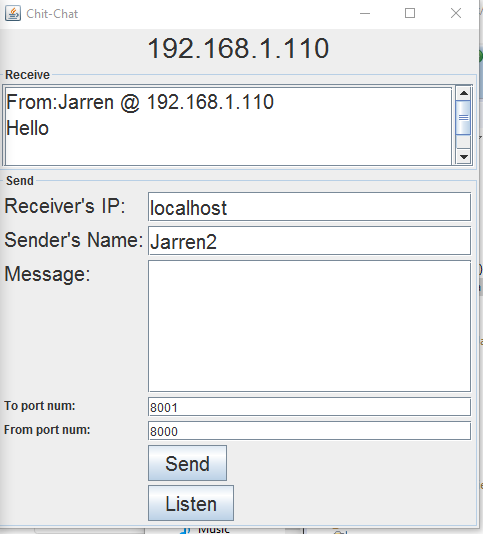 Chit-Chat
192.168.1.110
Receive
From:Jarren @ 192.168.1.110
Hello
Send
Receiver's IP: localhost
Sender's Name: Jarren2
Message:
To port num: 8001
From port num: 8000
Send
Listen
Music